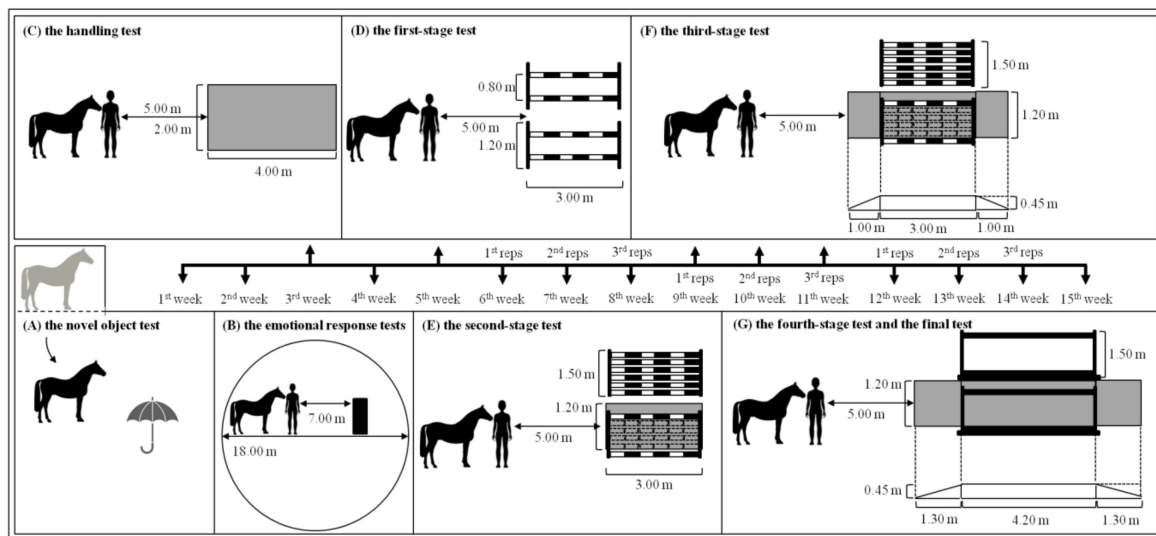 (C) the handling test
5.00 m
2.00 m
4.00 m
(D) the first-stage test
0.80 m
5.00 m
1.20 m
3.00 m
(F) the third-stage test
1.50 m
1.20 m
5.00 m
0.45 m
1.00 m 3.00 m 1.00 m
1st reps 2nd reps 3rd reps 1st reps 2nd reps 3rd reps
1st reps 2nd reps 3rd reps
1st week 2nd week 3rd week 4th week 5th week 6th week 7th week 8th week 9th week 10th week 11th week 12th week 13th week 14th week 15th week
(A) the novel object test
(B) the emotional response tests
7.00 m
18.00 m
(E) the second-stage test
1.50 m
1.20 m
5.00 m
3.00 m
(G) the fourth-stage test and the final test
1.50 m
1.20 m
5.00 m
0.45 m
1.30 m 4.20 m 1.30 m